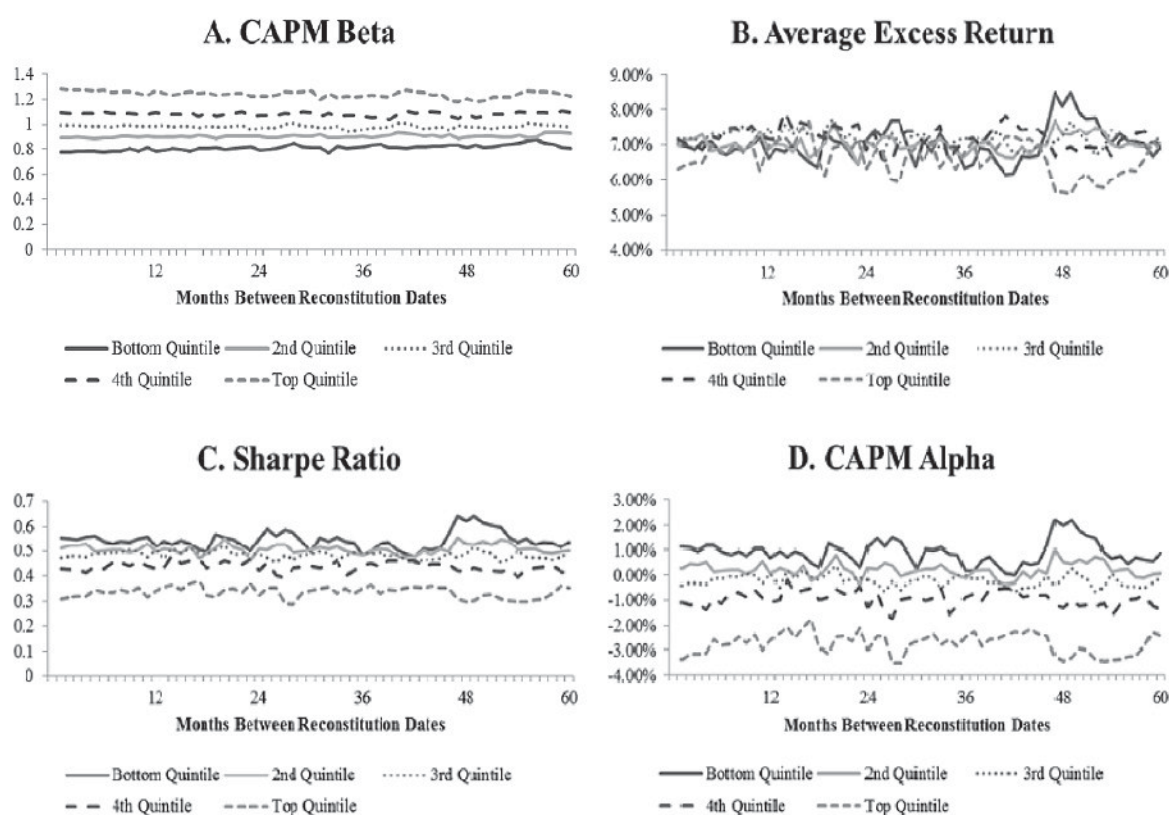 A. CAPM Beta
1.4
1.2
1
0.8
0.6
0.4
0.2
0
12 24 36 48 60
Months Between Reconstitution Dates
Bottom Quintile 2nd Quintile 3rd Quintile
4th Quintile Top Quintile
B. Average Excess Return
9.00%
8.00%
7.00%
6.00%
5.00%
4.00%
12 24 36 48 60
Months Between Reconstitution Dates
Bottom Quintile 2nd Quintile 3rd Quintile
4th Quintile Top Quintile
C. Sharpe Ratio
0.7
0.6
0.5
0.4
0.3
0.2
0.1
0
12 24 36 48 60
Months Between Reconstitution Dates
Bottom Quintile 2nd Quintile 3rd Quintile
4th Quintile Top Quintile
D. CAPM Alpha
3.00%
2.00%
1.00%
0.00%
-1.00%
-2.00%
-3.00%
-4.00%
12 24 36 48 60
Months Between Reconstitution Dates
Bottom Quintile 2nd Quintile 3rd Quintile
4th Quintile Top Quintile